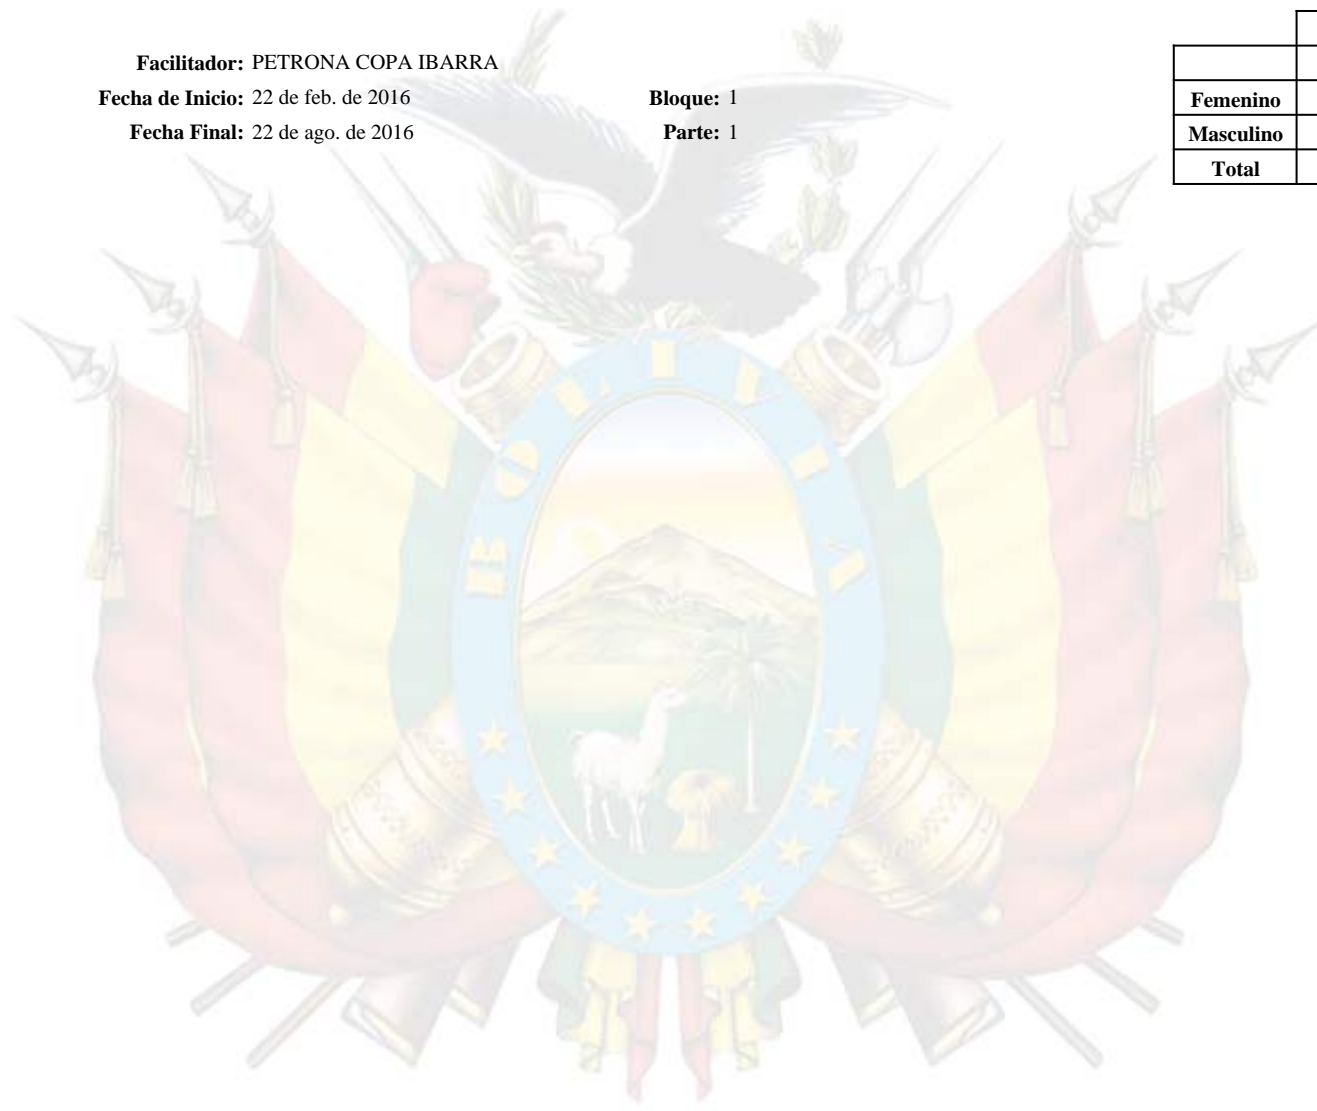 Facilitador: PETRONA COPA IBARRA
Fecha de Inicio: 22 de feb. de 2016
Bloque: 1
Fecha Final: 22 de ago. de 2016
Parte: 1
Femenino
Masculino
Total
BOLIVIA